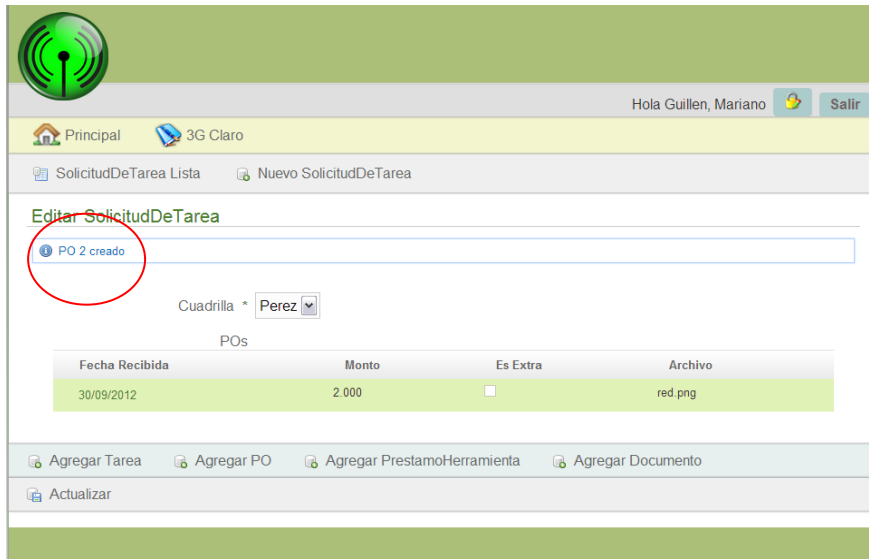 Hola Guillen, Mariano Salir
Principal 3G Claro
SolicitudDeTarea Lista Nuevo SolicitudDeTarea
Editar SolicitudDeTarea
PO 2 creado
Cuadrilla * Perez
POs
Fecha Recibida Monto Es Extra Archivo
30/09/2012 2.000 red.png
Agregar Tarea Agregar PO Agregar PrestamoHerramienta Agregar Documento
Actualizar